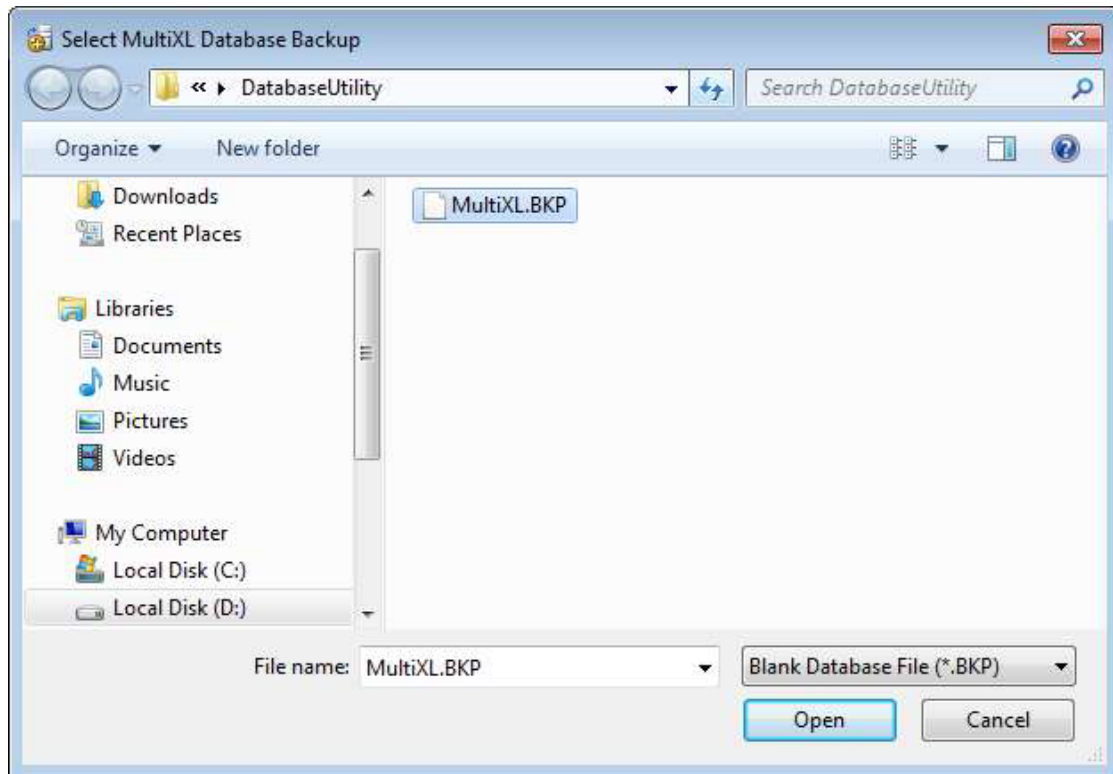 Select MultiXL Database Backup
« ▸ DatabaseUtility
Search DatabaseUtility
Organize New folder
Downloads
MultiXL.BKP
Recent Places
Libraries
Documents
Music
Pictures
Videos
My Computer
Local Disk (C:)
Local Disk (D:)
File name: MultiXL.BKP Blank Database File (*.BKP)
Open Cancel